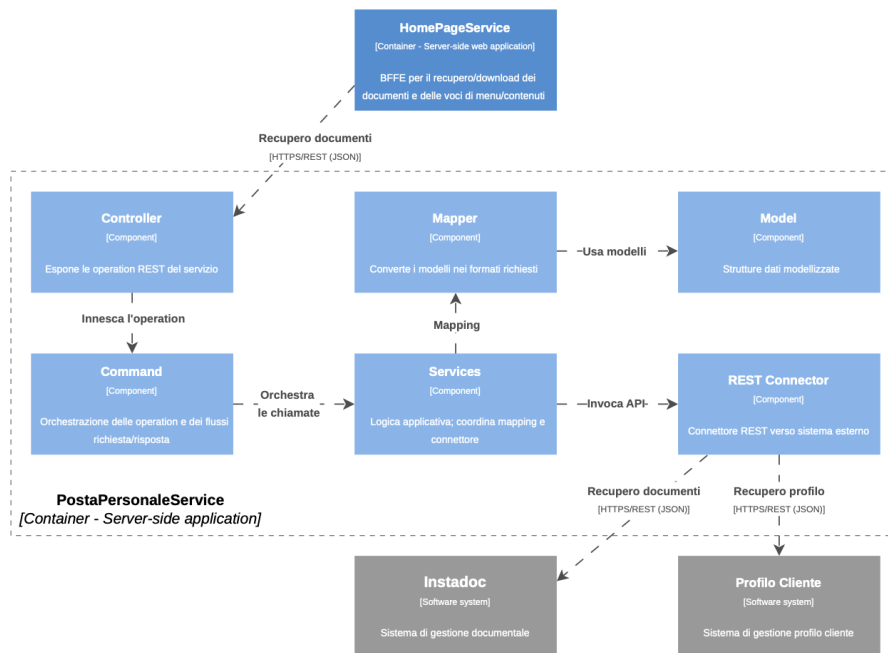 HomePageService
[Container - Server-side web application]
BFFE per il recupero/download dei
documenti e delle voci di menu/contenuti
Recupero documenti
[HTTPS/REST (JSON)]
Controller
[Component]
Espone le operation REST del servizio
Mapper
[Component]
Converte i modelli nei formati richiesti
Usa modelli
Model
[Component]
Strutture dati modellizzate
Innesca l'operation
Mapping
Command
[Component]
Orchestrazione delle operation e dei flussi
richiesta/risposta
Orchestra
le chiamate
Services
[Component]
Logica applicativa; coordina mapping e
connettore
Invoca API
REST Connector
[Component]
Connettore REST verso sistema esterno
PostaPersonaleService
[Container - Server-side application]
Recupero documenti
[HTTPS/REST (JSON)]
Recupero profilo
[HTTPS/REST (JSON)]
Instadoc
[Software system]
Sistema di gestione documentale
Profilo Cliente
[Software system]
Sistema di gestione profilo cliente